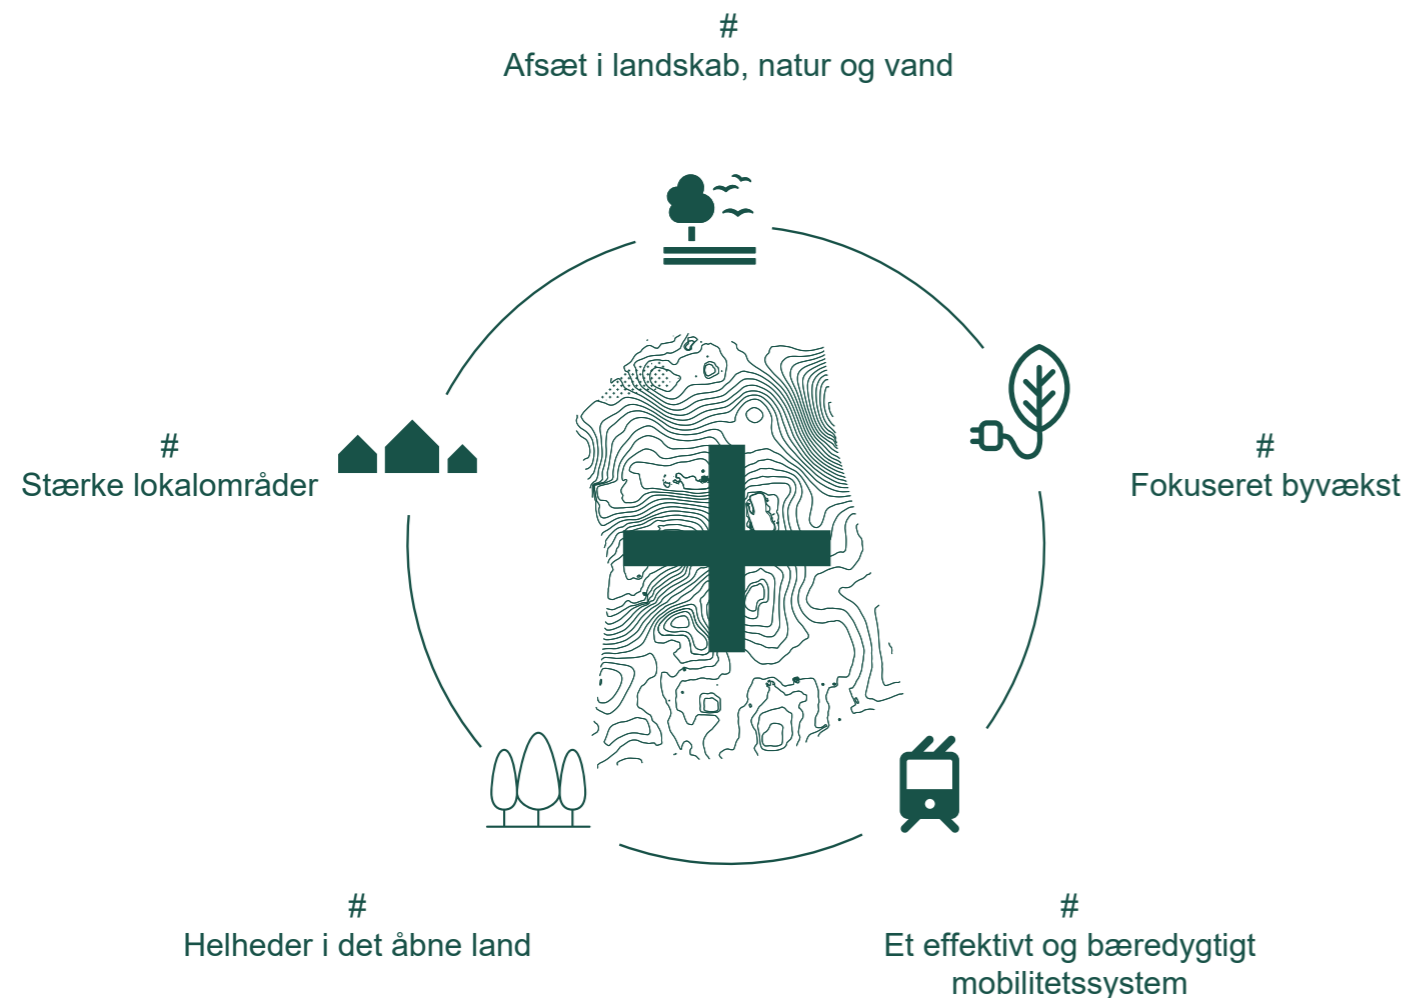 #
Afsæt i landskab, natur og vand
#
Stærke lokalområder
#
Fokuseret byvækst
#
Helheder i det åbne land
#
Et effektivt og bæredygtigt
mobilitetssystem